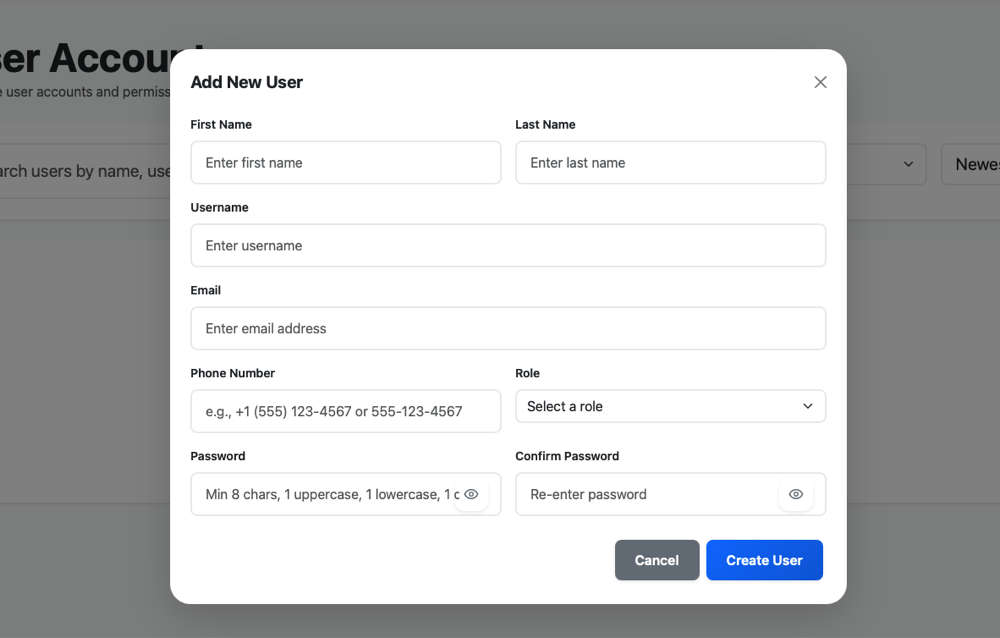 ser Account
e user accounts and permiss
Add New User
First Name
Last Name
Enter first name
Enter last name
arch users by name, use
Newes
Username
Enter username
Email
Enter email address
Phone Number
Role
e.g., +1 (555) 123-4567 or 555-123-4567
Select a role
Password
Confirm Password
Min 8 chars, 1 uppercase, 1 lowercase, 1
Re-enter password
Cancel
Create User